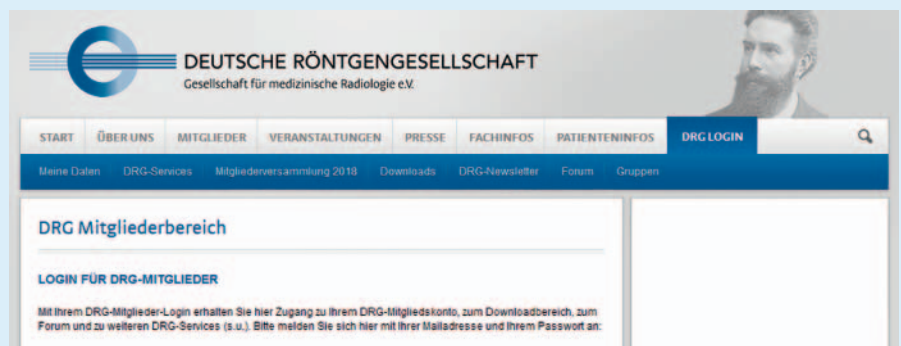 DEUTSCHE RÖNTGENGESELLSCHAFT
Gesellschaft für medizinische Radiologie e.V.
START ÜBER UNS MITGLIEDER VERANSTALTUNGEN PRESSE FACHINFOS PATIENTENINFOS DRG LOGIN
Meine Daten DRG-Services Mitgliederversammlung 2018 Downloads DRG-Newsletter Forum Gruppen
DRG Mitgliederbereich
LOGIN FÜR DRG-MITGLIEDER
Mit Ihrem DRG-Mitglieder-Login erhalten Sie hier Zugang zu Ihrem DRG-Mitgliedskonto, zum Downloadbereich, zum
Forum und zu weiteren DRG-Services (s.u.). Bitte melden Sie sich hier mit Ihrer Mailadresse und Ihrem Passwort an: